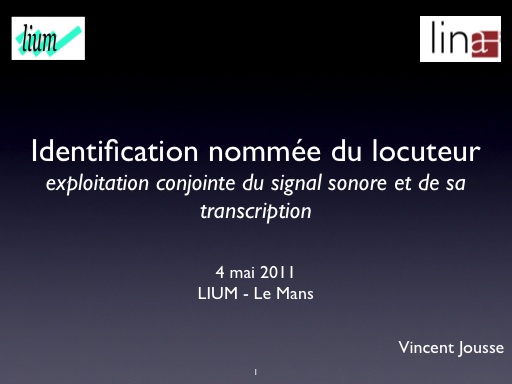 lium
lina
Identification nommée du locuteur
exploitation conjointe du signal sonore et de sa
transcription
4 mai 2011
LIUM - Le Mans
Vincent Jousse
1